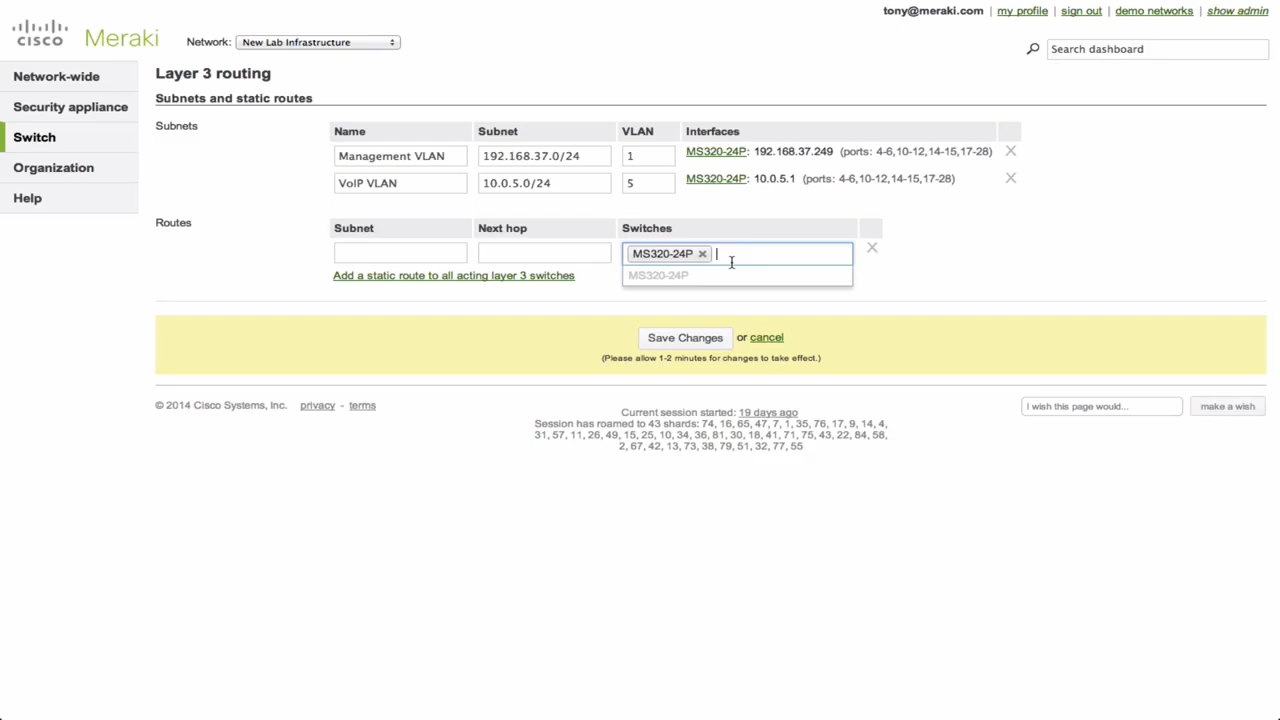 tony@meraki.com | my profile | sign out | demo networks | show admin
CISCO Meraki Network: New Lab Infrastructure
Search dashboard
Network-wide
Security appliance
Switch
Organization
Help
Layer 3 routing
Subnets and static routes
Subnets
Name Subnet VLAN Interfaces
Management VLAN 192.168.37.0/24 1 MS320-24P: 192.168.37.249 (ports: 4-6,10-12,14-15,17-28)
VoIP VLAN 10.0.5.0/24 5 MS320-24P: 10.0.5.1 (ports: 4-6,10-12,14-15,17-28)
Routes
Subnet Next hop Switches
MS320-24P
MS320-24P
Add a static route to all acting layer 3 switches
Save Changes or cancel
(Please allow 1-2 minutes for changes to take effect.)
© 2014 Cisco Systems, Inc. privacy - terms
I wish this page would... make a wish
Current session started: 19 days ago
Session has roamed to 43 shards: 74, 16, 65, 47, 7, 1, 35, 76, 17, 9, 14, 4,
31, 57, 11, 26, 49, 15, 25, 10, 34, 36, 81, 30, 18, 41, 71, 75, 43, 22, 84, 58,
2, 67, 42, 13, 73, 38, 79, 51, 32, 77, 55